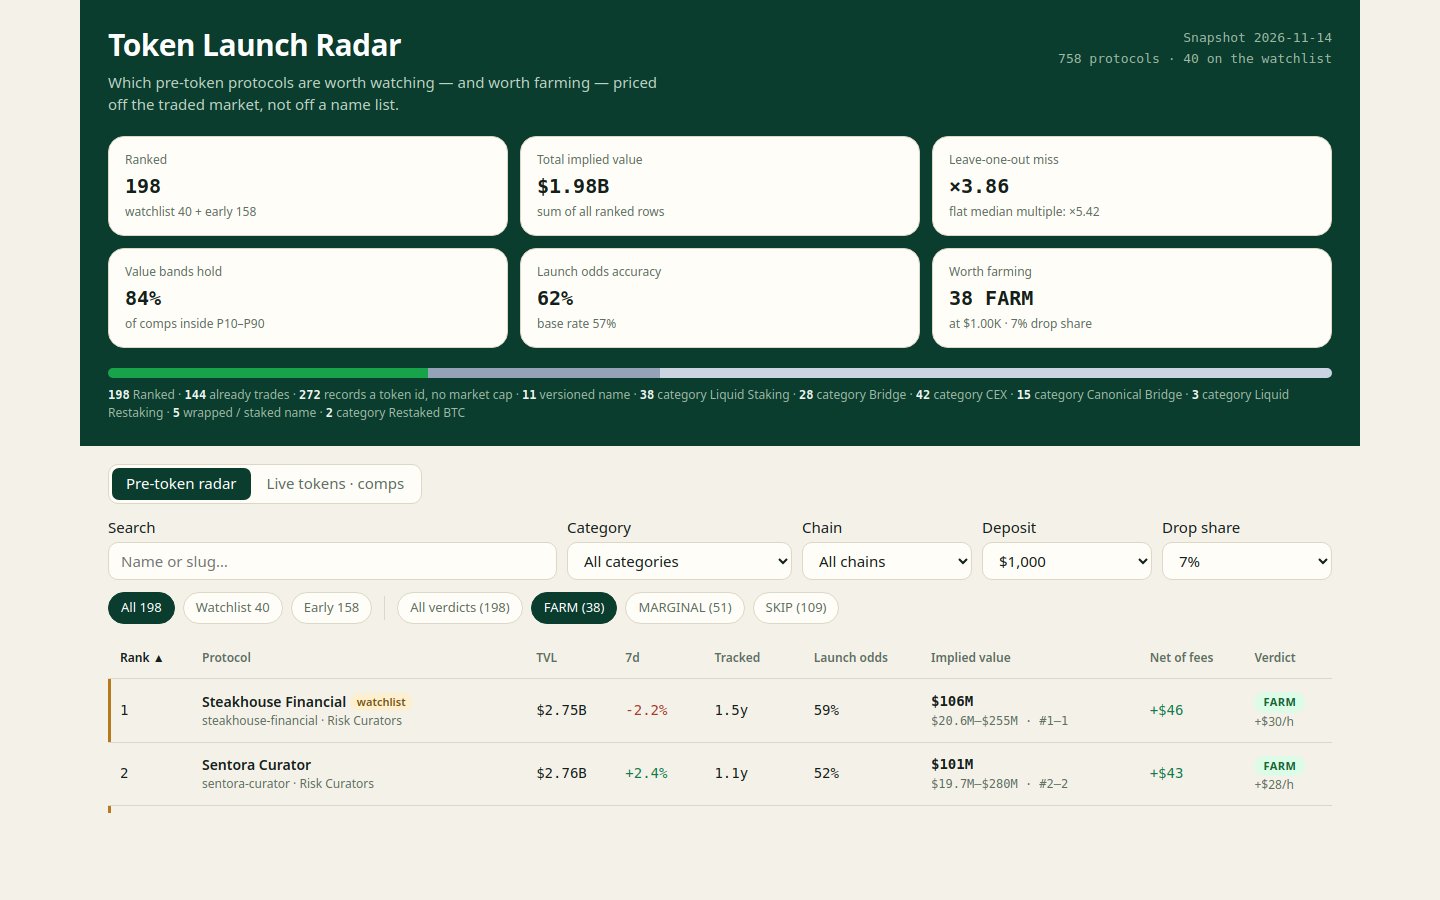 Token Launch Radar
Snapshot 2026-11-14
758 protocols · 40 on the watchlist
Which pre-token protocols are worth watching — and worth farming — priced
off the traded market, not off a name list.
Ranked
198
watchlist 40 + early 158
Total implied value
$1.98B
sum of all ranked rows
Leave-one-out miss
×3.86
flat median multiple: ×5.42
Value bands hold
84%
of comps inside P10–P90
Launch odds accuracy
62%
base rate 57%
Worth farming
38 FARM
at $1.00K · 7% drop share
198 Ranked · 144 already trades · 272 records a token id, no market cap · 11 versioned name · 38 category Liquid Staking · 28 category Bridge · 42 category CEX · 15 category Canonical Bridge · 3 category Liquid
Restaking · 5 wrapped / staked name · 2 category Restaked BTC
Pre-token radar Live tokens · comps
Search Category Chain Deposit Drop share
Name or slug... All categories All chains $1,000 7%
All 198 Watchlist 40 Early 158 All verdicts (198) FARM (38) MARGINAL (51) SKIP (109)
Rank ▲ Protocol TVL 7d Tracked Launch odds Implied value Net of fees Verdict
1 Steakhouse Financial watchlist $2.75B -2.2% 1.5y 59% $106M +$46 FARM
steakhouse-financial · Risk Curators $20.6M–$255M · #1–1 +$30/h
2 Sentora Curator $2.76B +2.4% 1.1y 52% $101M +$43 FARM
sentora-curator · Risk Curators $19.7M–$280M · #2–2 +$28/h